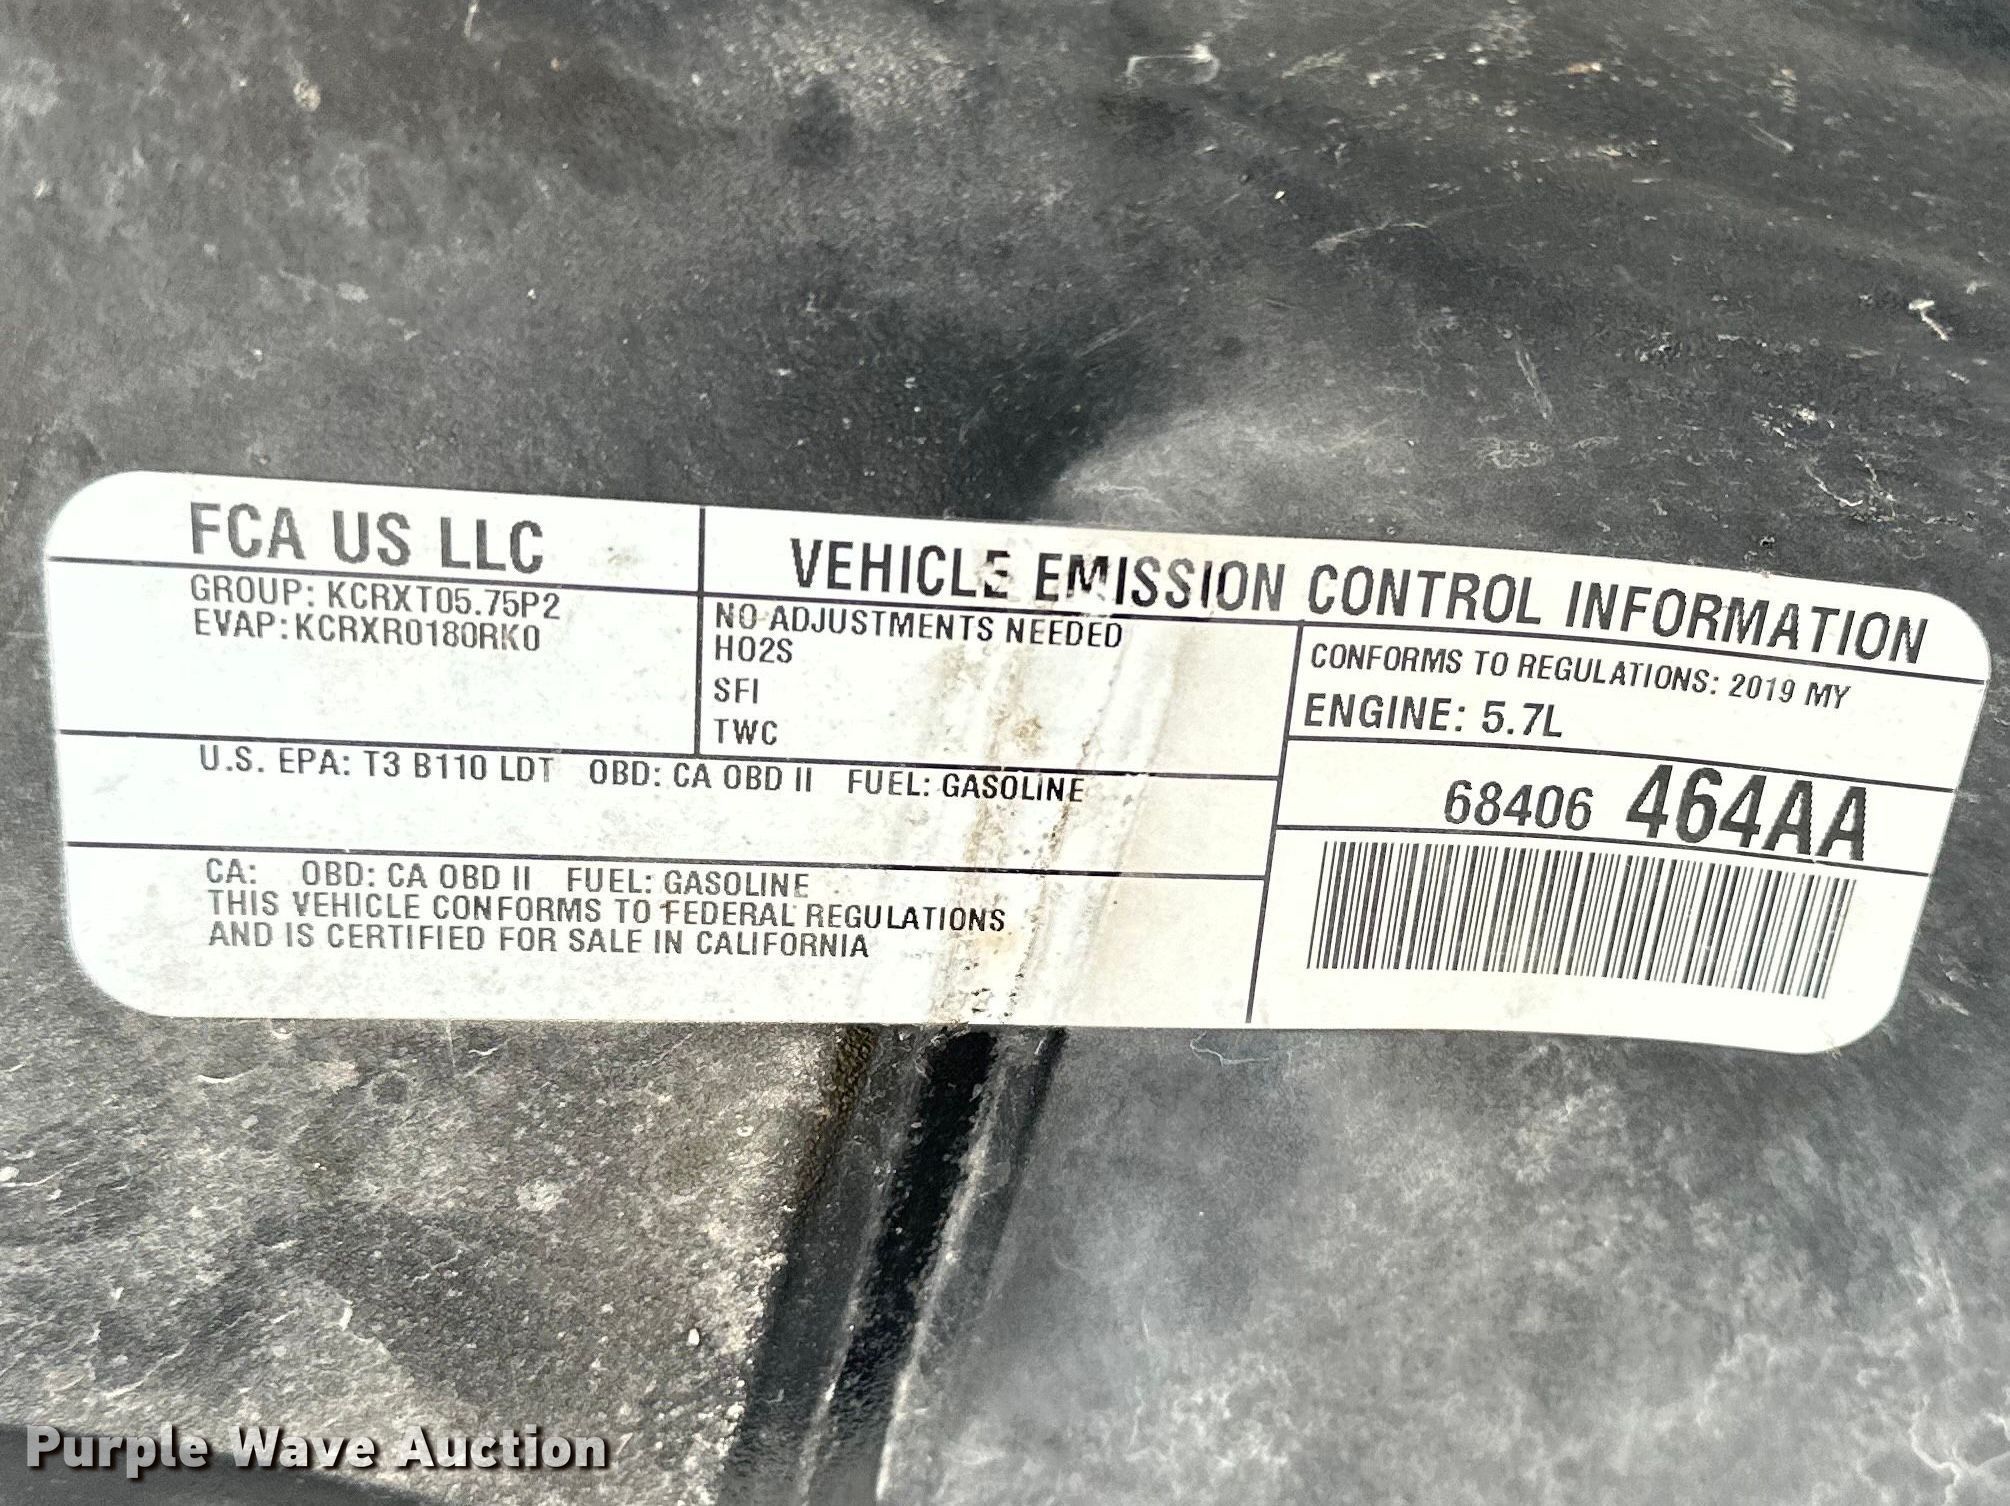 FCA US LLC
VEHICLE EMISSION CONTROL INFORMATION
GROUP: KCRXT05.75P2
EVAP: KCRXR0180RK0
NO ADJUSTMENTS NEEDED
HO2S
SFI
TWC
CONFORMS TO REGULATIONS: 2019 MY
ENGINE: 5.7L
U.S. EPA: T3 B110 LDT OBD: CA OBD II FUEL: GASOLINE
68406 464AA
CA: OBD: CA OBD II FUEL: GASOLINE
THIS VEHICLE CONFORMS TO FEDERAL REGULATIONS
AND IS CERTIFIED FOR SALE IN CALIFORNIA
Purple Wave Auction